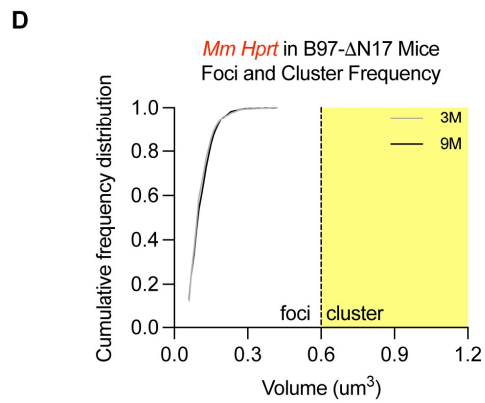 D
Mm Hprt in B97-ΔN17 Mice
Foci and Cluster Frequency
Cumulative frequency distribution
1.0
0.8
0.6
0.4
0.2
0.0
3M
9M
foci
cluster
0.0 0.3 0.6 0.9 1.2
Volume (um³)